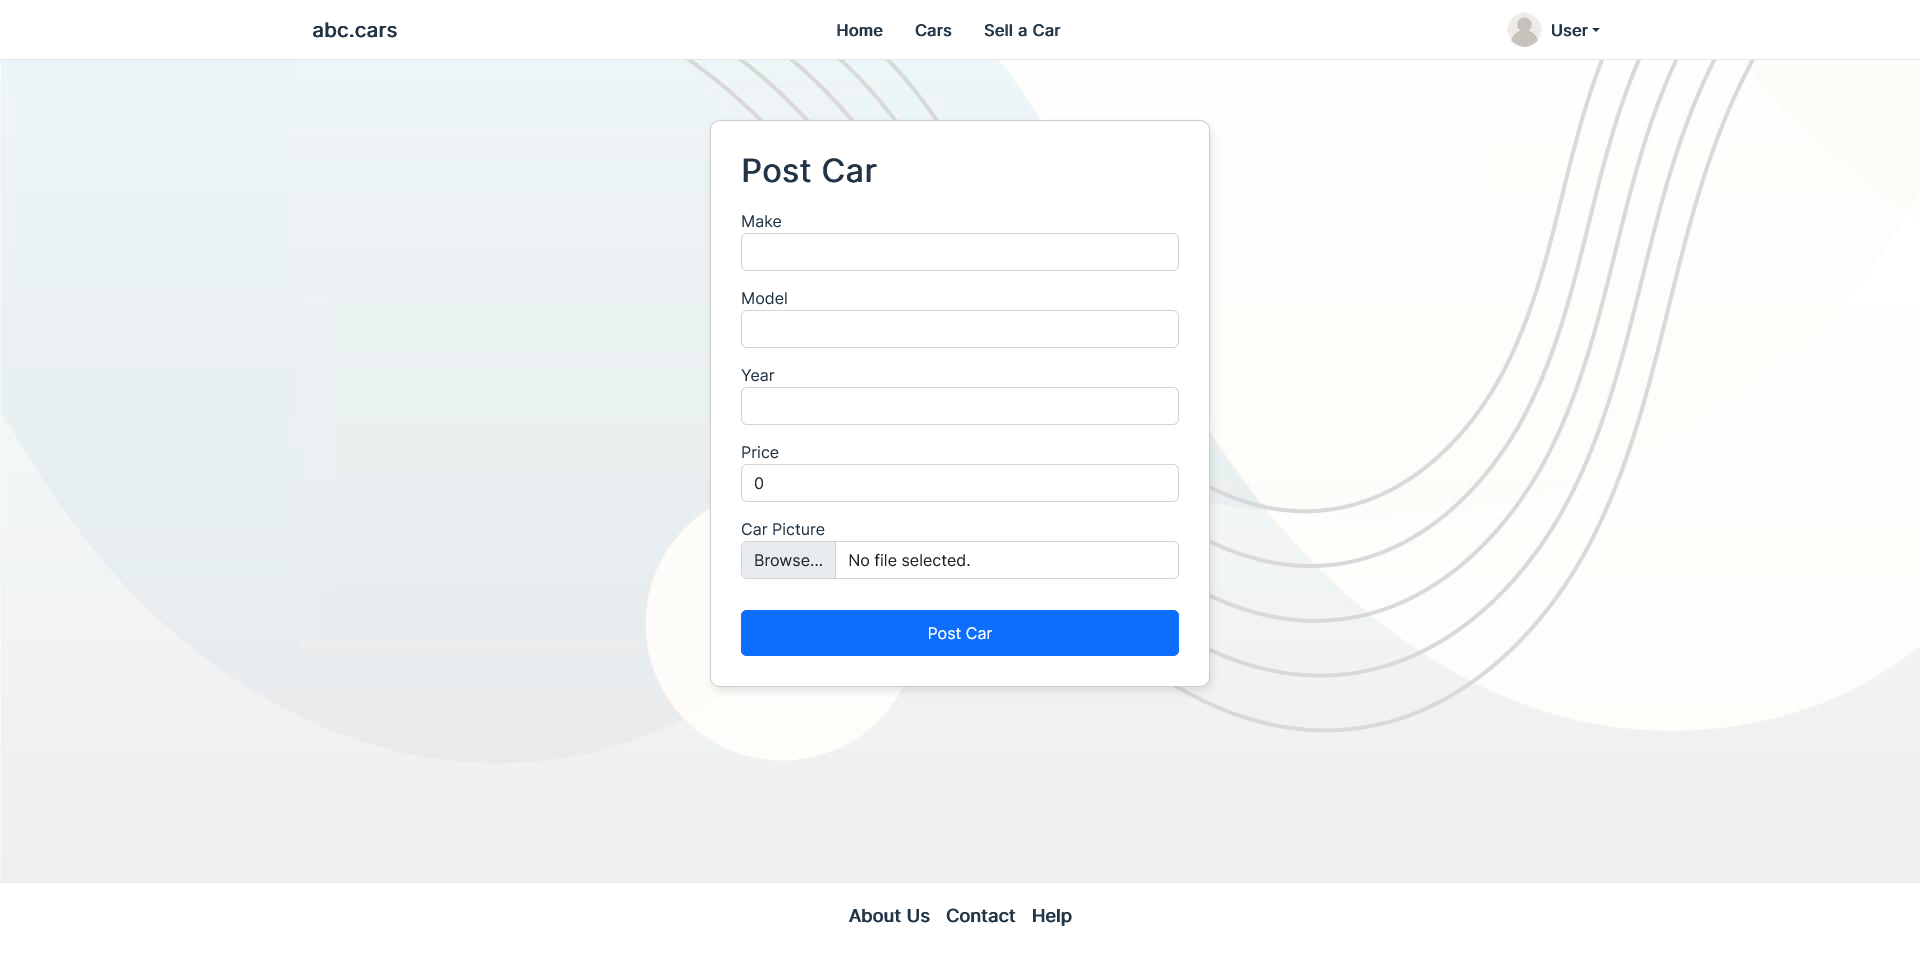 abc.cars
Home Cars Sell a Car
User
Post Car
Make
Model
Year
Price
0
Car Picture
Browse... No file selected.
Post Car
About Us Contact Help